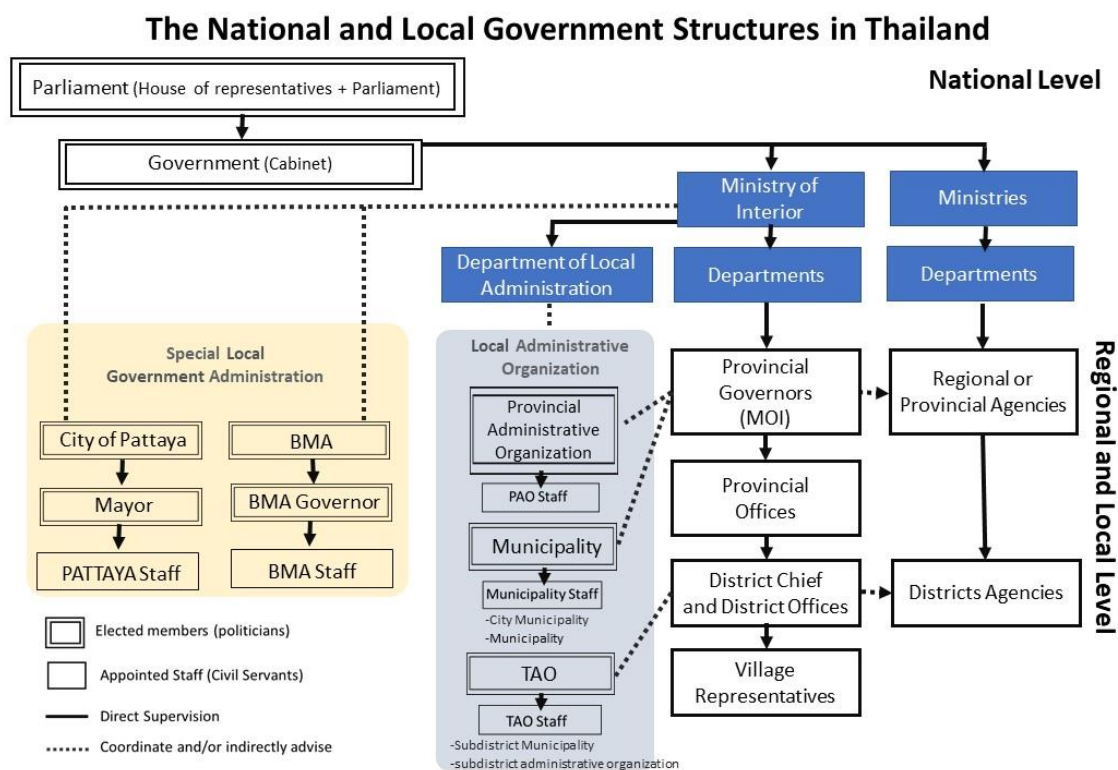 The National and Local Government Structures in Thailand
National Level
Parliament (House of representatives + Parliament)
Government (Cabinet)
Ministry of
Interior
Ministries
Department of Local
Administration
Departments
Departments
Special Local
Government Administration
City of Pattaya
BMA
Mayor
BMA Governor
PATTAYA Staff
BMA Staff
Local Administrative
Organization
Provincial
Administrative
Organization
PAO Staff
Municipality
Municipality Staff
-City Municipality
-Municipality
TAO
TAO Staff
-Subdistrict Municipality
-subdistrict administrative organization
Provincial
Governors
(MOI)
Regional or
Provincial Agencies
Provincial
Offices
District Chief
and District Offices
Districts Agencies
Village
Representatives
Regional and Local Level
Elected members (politicians)
Appointed Staff (Civil Servants)
Direct Supervision
Coordinate and/or indirectly advise